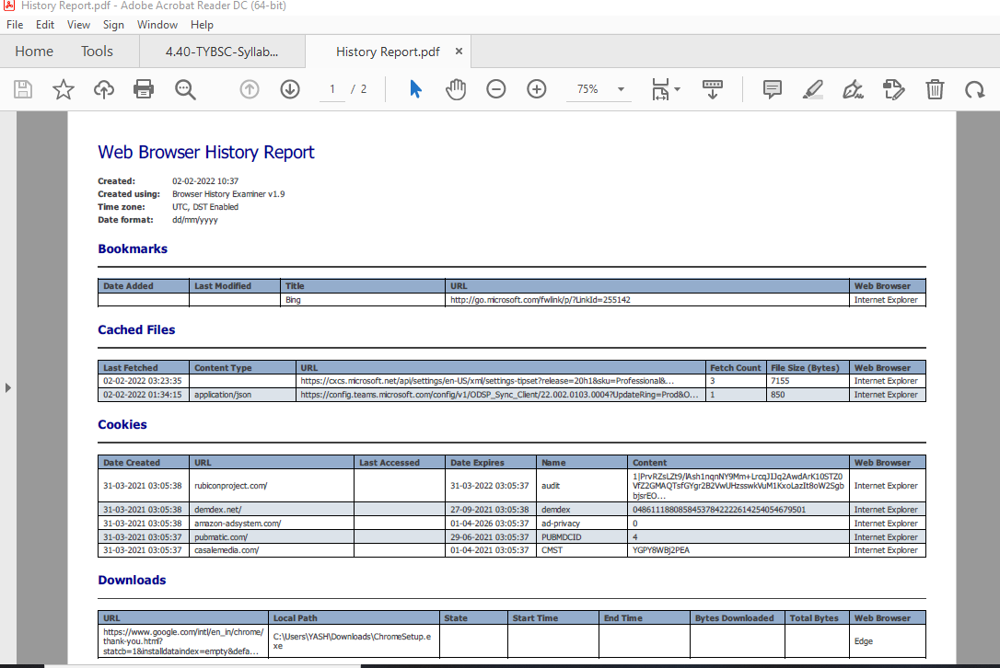 History Report.pdf - Adobe Acrobat Reader DC (64-bit)
File Edit View Sign Window Help
Home Tools 4.40-TYBSC-Syllab... History Report.pdf ×
1 / 2 75%
Web Browser History Report
Created: 02-02-2022 10:37
Created using: Browser History Examiner v1.9
Time zone: UTC, DST Enabled
Date format: dd/mm/yyyy
Bookmarks
Date Added Last Modified Title URL Web Browser
Bing http://go.microsoft.com/fwlink/p/?LinkId=255142 Internet Explorer
Cached Files
Last Fetched Content Type URL Fetch Count File Size (Bytes) Web Browser
02-02-2022 03:23:35 https://cxcs.microsoft.net/api/settings/en-US/xml/settings-tipset?release=20h1&sku=Professional&... 3 7155 Internet Explorer
02-02-2022 01:34:15 application/json https://config.teams.microsoft.com/config/v1/ODSP_Sync_Client/22.002.0103.0004?UpdateRing=Prod&O... 1 850 Internet Explorer
Cookies
Date Created URL Last Accessed Date Expires Name Content Web Browser
31-03-2021 03:05:38 rubiconproject.com/ 31-03-2022 03:05:37 audit Internet Explorer
31-03-2021 03:05:38 demdex.net/ 27-09-2021 03:05:38 demdex Internet Explorer
31-03-2021 03:05:38 amazon-adsystem.com/ 01-04-2026 03:05:37 ad-privacy 0 Internet Explorer
31-03-2021 03:05:37 pubmatic.com/ 29-06-2021 03:05:37 PUBMDCID 4 Internet Explorer
31-03-2021 03:05:37 casalemedia.com/ 01-04-2021 03:05:37 CMST YGPY8WBJ2PEA Internet Explorer
Downloads
URL Local Path State Start Time End Time Bytes Downloaded Total Bytes Web Browser
https://www.google.com/intl/en_in/chrome/
thank-you.html?
statcb=1&installdataindex=empty&defa...
C:\Users\YASH\Downloads\ChromeSetup.e
xe
Edge